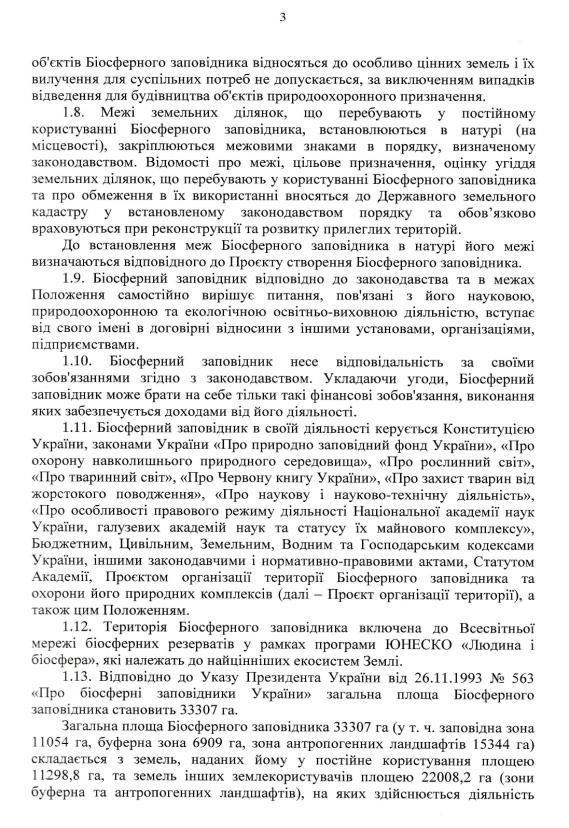 3
об'єктів Біосферного заповідника відносяться до особливо цінних земель і їх
вилучення для суспільних потреб не допускається, за виключенням випадків
відведення для будівництва об'єктів природоохоронного призначення.
1.8. Межі земельних ділянок, що перебувають у постійному
користуванні Біосферного заповідника, встановлюються в натурі (на
місцевості), закріплюються межовими знаками в порядку, визначеному
законодавством. Відомості про межі, цільове призначення, оцінку угіддя
земельних ділянок, що перебувають у користуванні Біосферного заповідника
та про обмеження в їх використанні вносяться до Державного земельного
кадастру у встановленому законодавством порядку та обов’язково
враховуються при реконструкції та розвитку прилеглих територій.
До встановлення меж Біосферного заповідника в натурі його межі
визначаються відповідного до Проєкту створення Біосферного заповідника.
1.9. Біосферний заповідник відповідно до законодавства та в межах
Положення самостійно вирішує питання, пов'язані з його науковою,
природоохоронною та екологічною освітньо-виховною діяльністю, вступає
від свого імені в договірні відносини з іншими установами, організаціями,
підприємствами.
1.10. Біосферний заповідник несе відповідальність за своїми
зобов'язаннями згідно з законодавством. Укладаючи угоди, Біосферний
заповідник може брати на себе тільки такі фінансові зобов'язання, виконання
яких забезпечується доходами від його діяльності.
1.11. Біосферний заповідник в своїй діяльності керується Конституцією
України, законами України «Про природно заповідний фонд України», «Про
охорону навколишнього природного середовища», «Про рослинний світ»,
«Про тваринний світ», «Про Червону книгу України», «Про захист тварин від
жорстокого поводження», «Про наукову і науково-технічну діяльність»,
«Про особливості правового режиму діяльності Національної академії наук
України, галузевих академій наук та статусу їх майнового комплексу»,
Бюджетним, Цивільним, Земельним, Водним та Господарським кодексами
України, іншими законодавчими і нормативно-правовими актами, Статутом
Академії, Проєктом організації території Біосферного заповідника та
охорони його природних комплексів (далі – Проєкт організації території), а
також цим Положенням.
1.12. Територія Біосферного заповідника включена до Всесвітньої
мережі біосферних резерватів у рамках програми ЮНЕСКО «Людина і
біосфера», які належать до найцінніших екосистем Землі.
1.13. Відповідно до Указу Президента України від 26.11.1993 № 563
«Про біосферні заповідники України» загальна площа Біосферного
заповідника становить 33307 га.
Загальна площа Біосферного заповідника 33307 га (у т. ч. заповідна зона
11054 га, буферна зона 6909 га, зона антропогенних ландшафтів 15344 га)
складається з земель, наданих йому у постійне користування площею
11298,8 га, та земель інших землекористувачів площею 22008,2 га (зони
буферна та антропогенних ландшафтів), на яких здійснюється діяльність